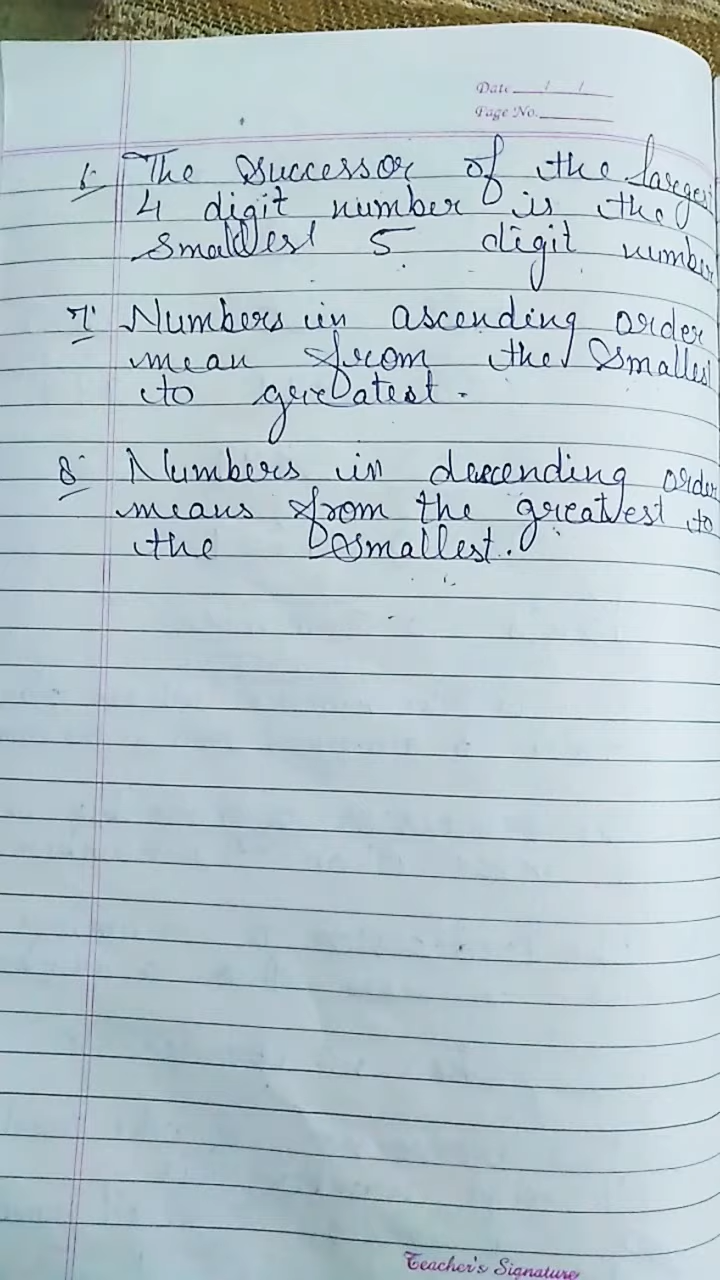 Date / /
Page No.
6. The successor of the larges
4 digit number is the
smallest 5 digit number
7. Numbers in ascending order
mean from the smalles
to greatest.
8. Numbers in descending order
means from the greatest to
the smallest.
Teacher's Signature